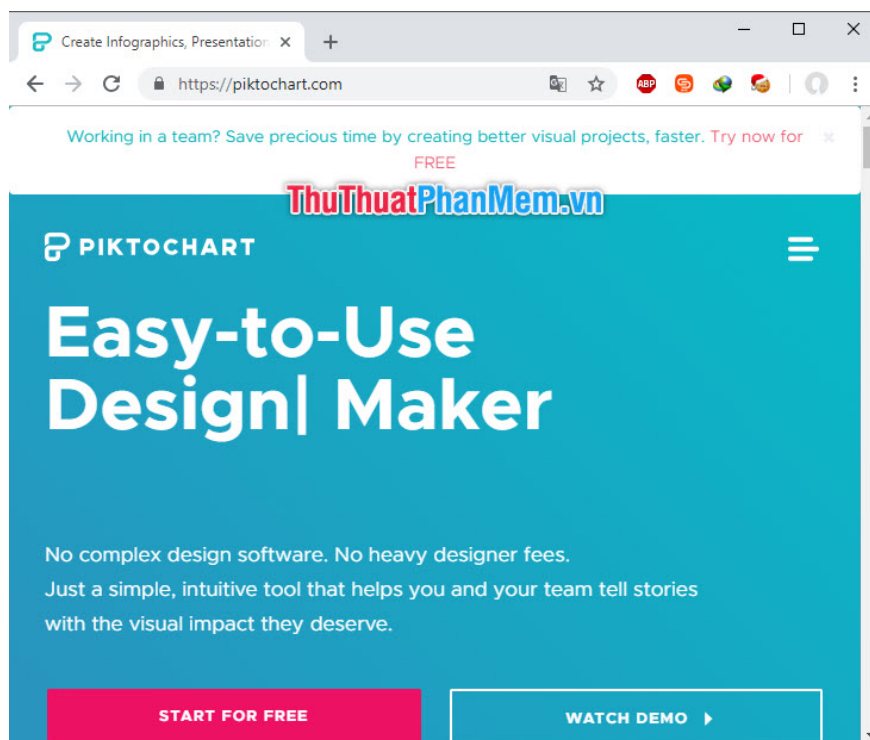 Create Infographics, Presentation
https://piktochart.com
ABP
Working in a team? Save precious time by creating better visual projects, faster. Try now for
FREE
ThuThuatPhanMem.vn
PIKTOCHART
Easy-to-Use
Design| Maker
No complex design software. No heavy designer fees.
Just a simple, intuitive tool that helps you and your team tell stories
with the visual impact they deserve.
START FOR FREE
WATCH DEMO